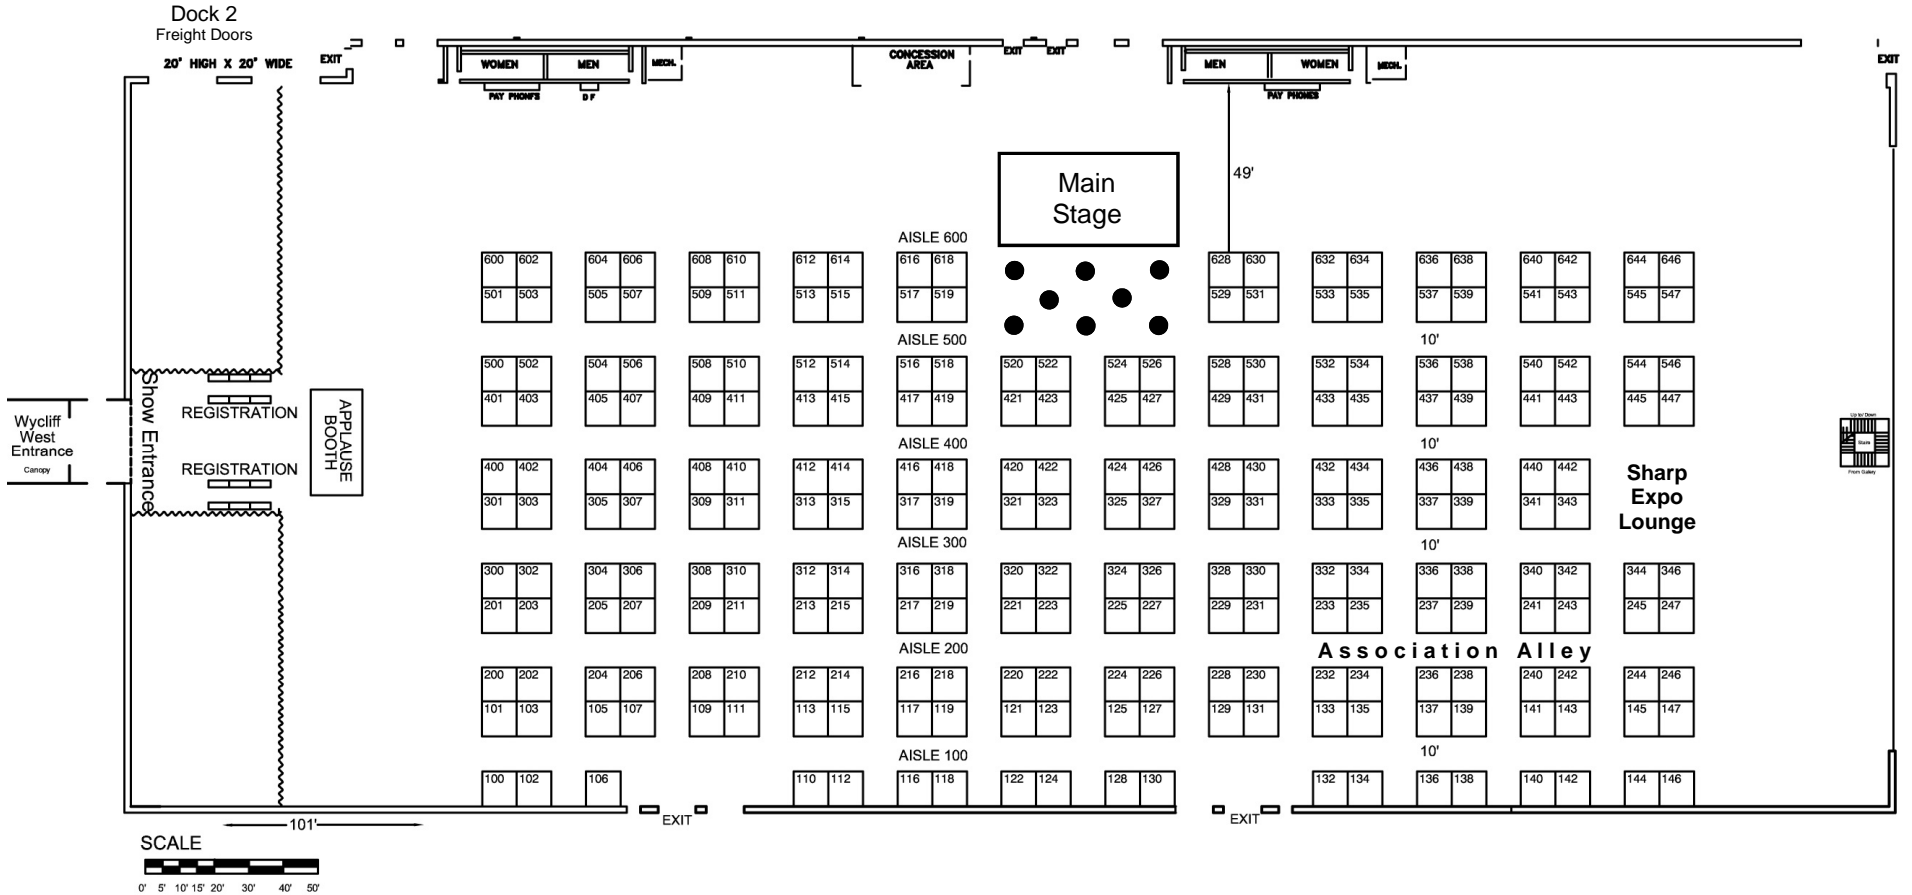 Dock 2
Freight Doors
20' HIGH X 20' WIDE
EXIT
WOMEN MEN MECH.
PAY PHONES D F
CONCESSION
AREA
EXIT EXIT
MEN WOMEN MECH.
PAY PHONES
EXIT
49'
Main
Stage
AISLE 600
600 602 604 606 608 610 612 614 616 618 628 630 632 634 636 638 640 642 644 646
501 503 505 507 509 511 513 515 517 519 529 531 533 535 537 539 541 543 545 547
AISLE 500 10'
500 502 504 506 508 510 512 514 516 518 520 522 524 526 528 530 532 534 536 538 540 542 544 546
401 403 405 407 409 411 413 415 417 419 421 423 425 427 429 431 433 435 437 439 441 443 445 447
Show Entrance
REGISTRATION
REGISTRATION
APPLAUSE
BOOTH
Wycliff
West
Entrance
Canopy
AISLE 400 10'
400 402 404 406 408 410 412 414 416 418 420 422 424 426 428 430 432 434 436 438 440 442
301 303 305 307 309 311 313 315 317 319 321 323 325 327 329 331 333 335 337 339 341 343
Sharp
Expo
Lounge
Up to/ Down
Stairs
From Gallery
AISLE 300 10'
300 302 304 306 308 310 312 314 316 318 320 322 324 326 328 330 332 334 336 338 340 342 344 346
201 203 205 207 209 211 213 215 217 219 221 223 225 227 229 231 233 235 237 239 241 243 245 247
AISLE 200 Association Alley
200 202 204 206 208 210 212 214 216 218 220 222 224 226 228 230 232 234 236 238 240 242 244 246
101 103 105 107 109 111 113 115 117 119 121 123 125 127 129 131 133 135 137 139 141 143 145 147
AISLE 100 10'
100 102 106 110 112 116 118 122 124 128 130 132 134 136 138 140 142 144 146
EXIT EXIT
101'
SCALE
0' 5' 10' 15' 20' 30' 40' 50'